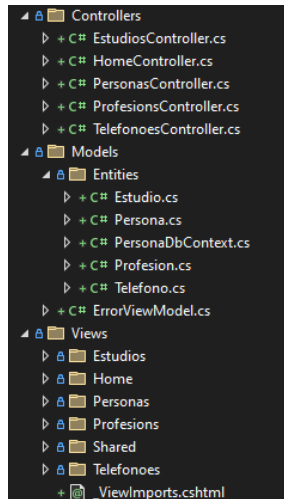 Controllers
+ C# EstudiosController.cs
+ C# HomeController.cs
+ C# PersonasController.cs
+ C# ProfesionsController.cs
+ C# TelefonoesController.cs
Models
Entities
+ C# Estudio.cs
+ C# Persona.cs
+ C# PersonaDbContext.cs
+ C# Profesion.cs
+ C# Telefono.cs
+ C# ErrorViewModel.cs
Views
Estudios
Home
Personas
Profesions
Shared
Telefonoes
+ @ _ViewImports.cshtml